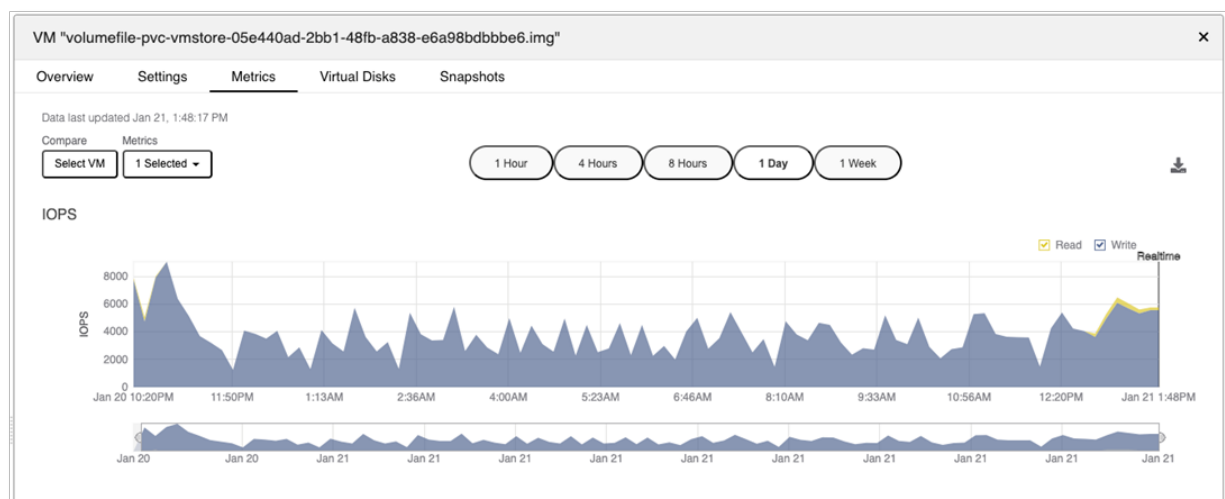 VM "volumefile-pvc-vmstore-05e440ad-2bb1-48fb-a838-e6a98bdbbbe6.img" ×
Overview Settings Metrics Virtual Disks Snapshots
Data last updated Jan 21, 1:48:17 PM
Compare Metrics
Select VM 1 Selected
1 Hour 4 Hours 8 Hours 1 Day 1 Week
IOPS
Read Write
Realtime
IOPS
8000
6000
4000
2000
0
Jan 20 10:20PM 11:50PM 1:13AM 2:36AM 4:00AM 5:23AM 6:46AM 8:10AM 9:33AM 10:56AM 12:20PM Jan 21 1:48PM
Jan 20 Jan 20 Jan 21 Jan 21 Jan 21 Jan 21 Jan 21 Jan 21 Jan 21 Jan 21 Jan 21 Jan 21